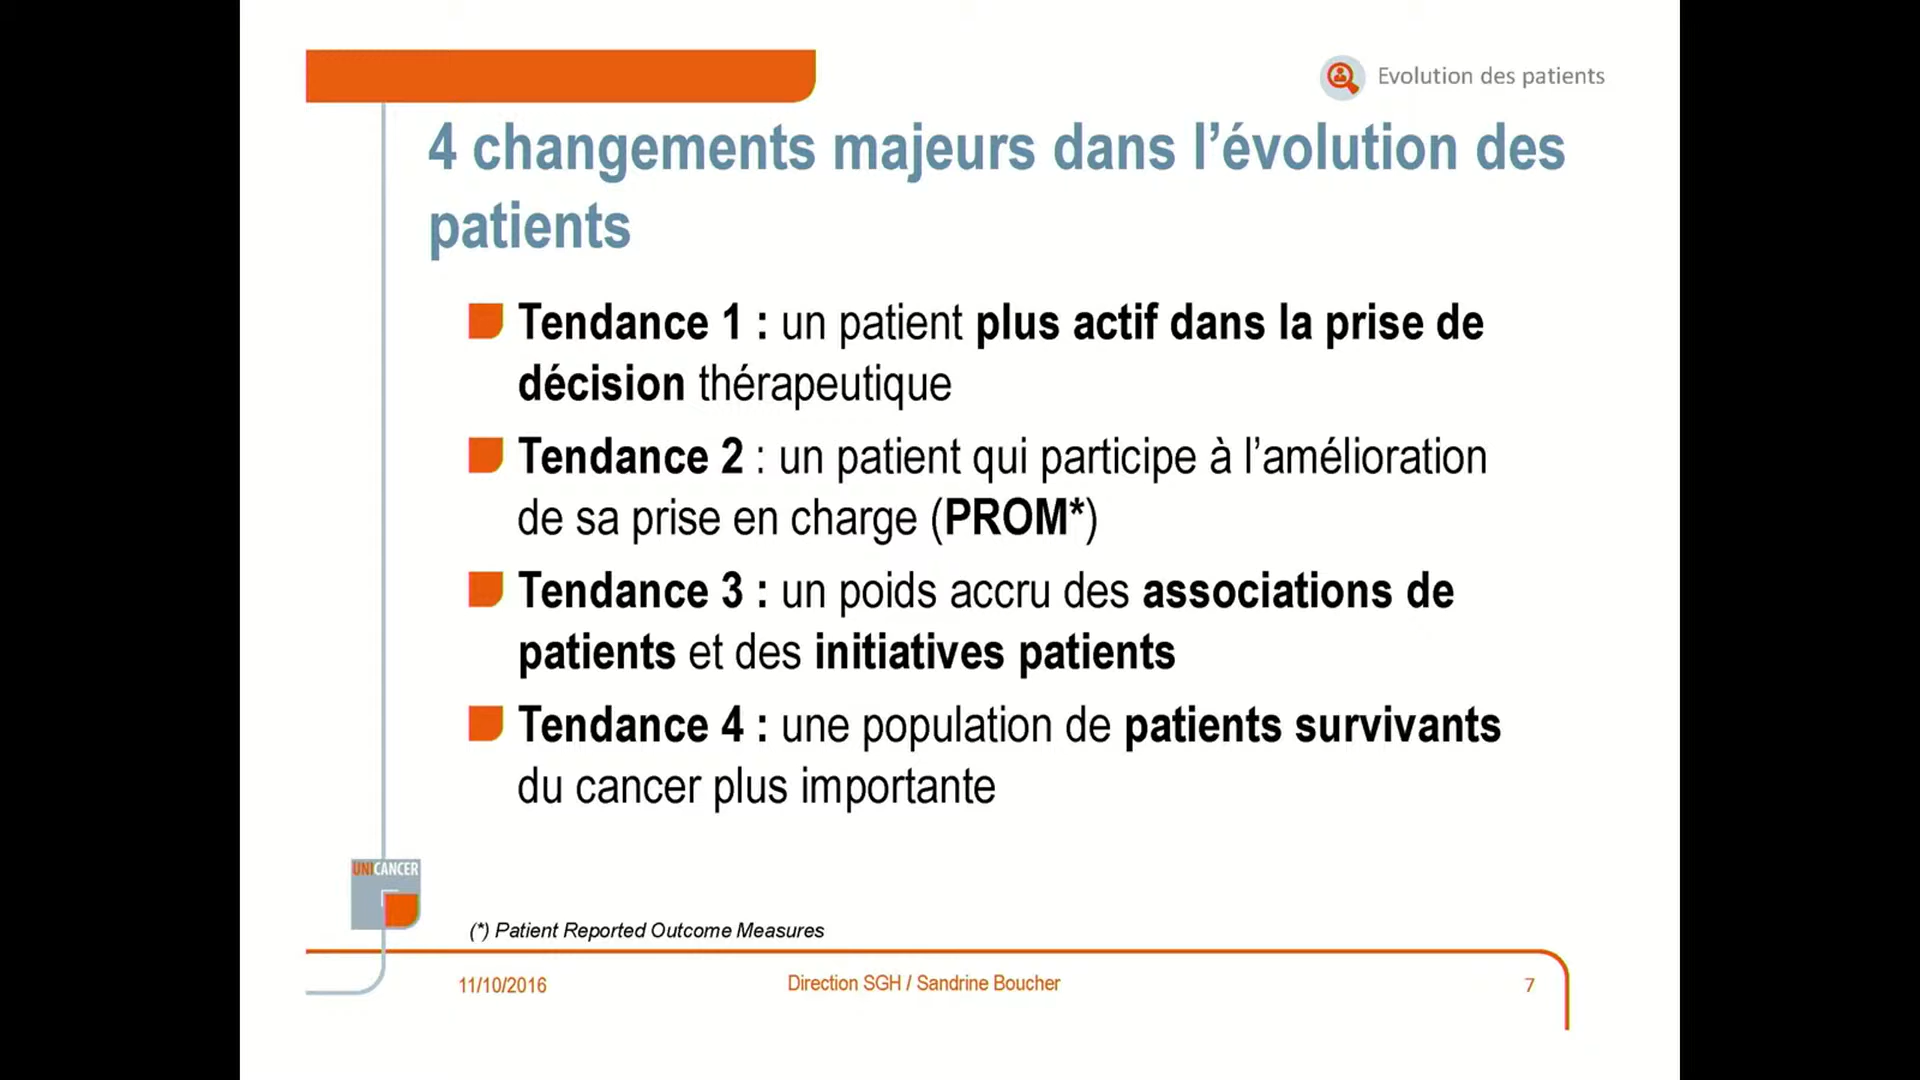 Evolution des patients
4 changements majeurs dans l’évolution des
patients
Tendance 1 : un patient plus actif dans la prise de
décision thérapeutique
Tendance 2 : un patient qui participe à l’amélioration
de sa prise en charge (PROM*)
Tendance 3 : un poids accru des associations de
patients et des initiatives patients
Tendance 4 : une population de patients survivants
du cancer plus importante
UNICANCER
(*) Patient Reported Outcome Measures
11/10/2016
Direction SGH / Sandrine Boucher
7